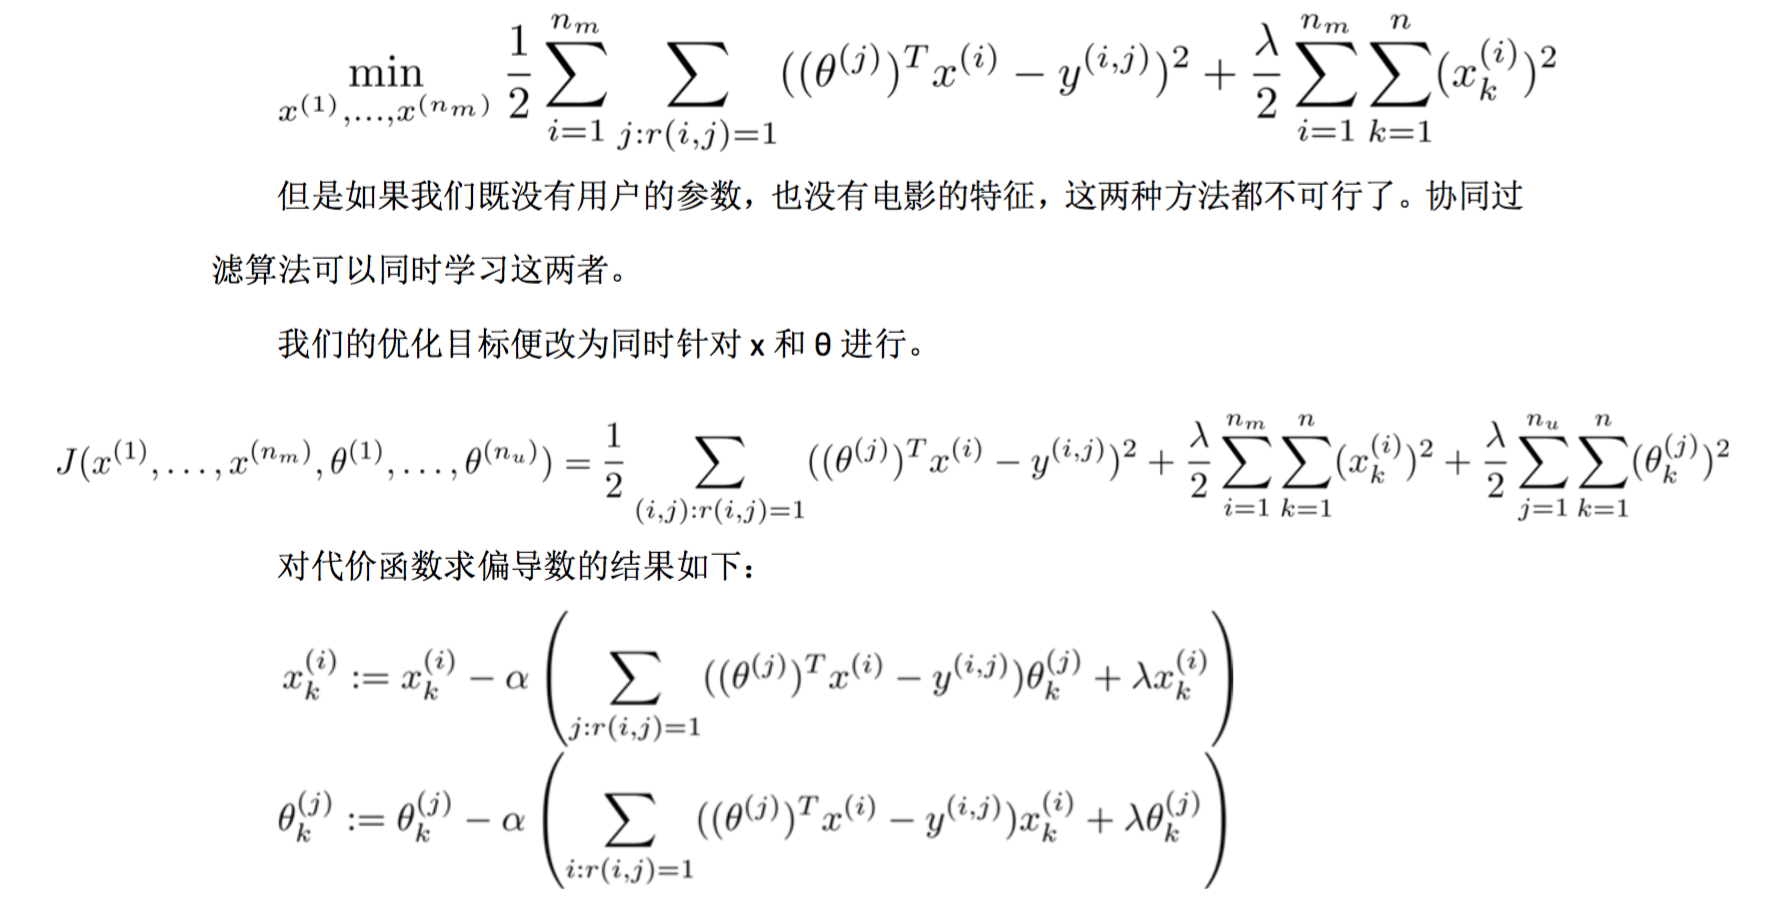 \min_{x^{(1)},\ldots,x^{(n_m)}} \frac{1}{2} \sum_{i=1}^{n_m} \sum_{j:r(i,j)=1} ((\theta^{(j)})^T x^{(i)} - y^{(i,j)})^2 + \frac{\lambda}{2} \sum_{i=1}^{n_m} \sum_{k=1}^{n} (x_k^{(i)})^2
但是如果我们既没有用户的参数，也没有电影的特征，这两种方法都不可行了。协同过
滤算法可以同时学习这两者。
我们的优化目标便改为同时针对 x 和 θ 进行。
J(x^{(1)},\ldots,x^{(n_m)},\theta^{(1)},\ldots,\theta^{(n_u)}) = \frac{1}{2} \sum_{(i,j):r(i,j)=1} ((\theta^{(j)})^T x^{(i)} - y^{(i,j)})^2 + \frac{\lambda}{2} \sum_{i=1}^{n_m} \sum_{k=1}^{n} (x_k^{(i)})^2 + \frac{\lambda}{2} \sum_{j=1}^{n_u} \sum_{k=1}^{n} (\theta_k^{(j)})^2
对代价函数求偏导数的结果如下：
x_k^{(i)} := x_k^{(i)} - \alpha \left( \sum_{j:r(i,j)=1} ((\theta^{(j)})^T x^{(i)} - y^{(i,j)}) \theta_k^{(j)} + \lambda x_k^{(i)} \right)
\theta_k^{(j)} := \theta_k^{(j)} - \alpha \left( \sum_{i:r(i,j)=1} ((\theta^{(j)})^T x^{(i)} - y^{(i,j)}) x_k^{(i)} + \lambda \theta_k^{(j)} \right)